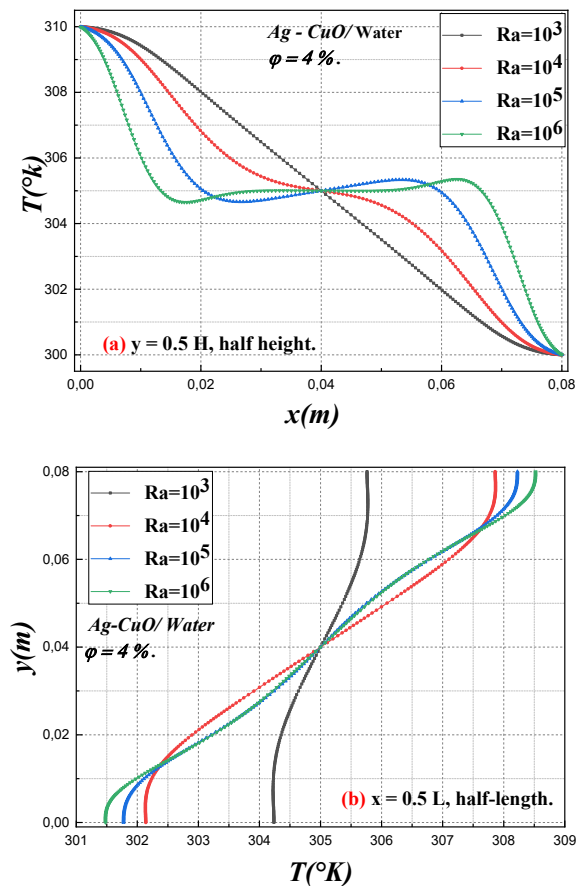 310
308
306
304
302
300
T(°k)
Ag - CuO/ Water
φ = 4 %.
Ra=10³
Ra=10⁴
Ra=10⁵
Ra=10⁶
(a) y = 0.5 H, half height.
0,00 0,02 0,04 0,06 0,08
x(m)
0,08
0,06
0,04
0,02
0,00
y(m)
Ra=10³
Ra=10⁴
Ra=10⁵
Ra=10⁶
Ag-CuO/ Water
φ = 4 %.
(b) x = 0.5 L, half-length.
301 302 303 304 305 306 307 308 309
T(°K)